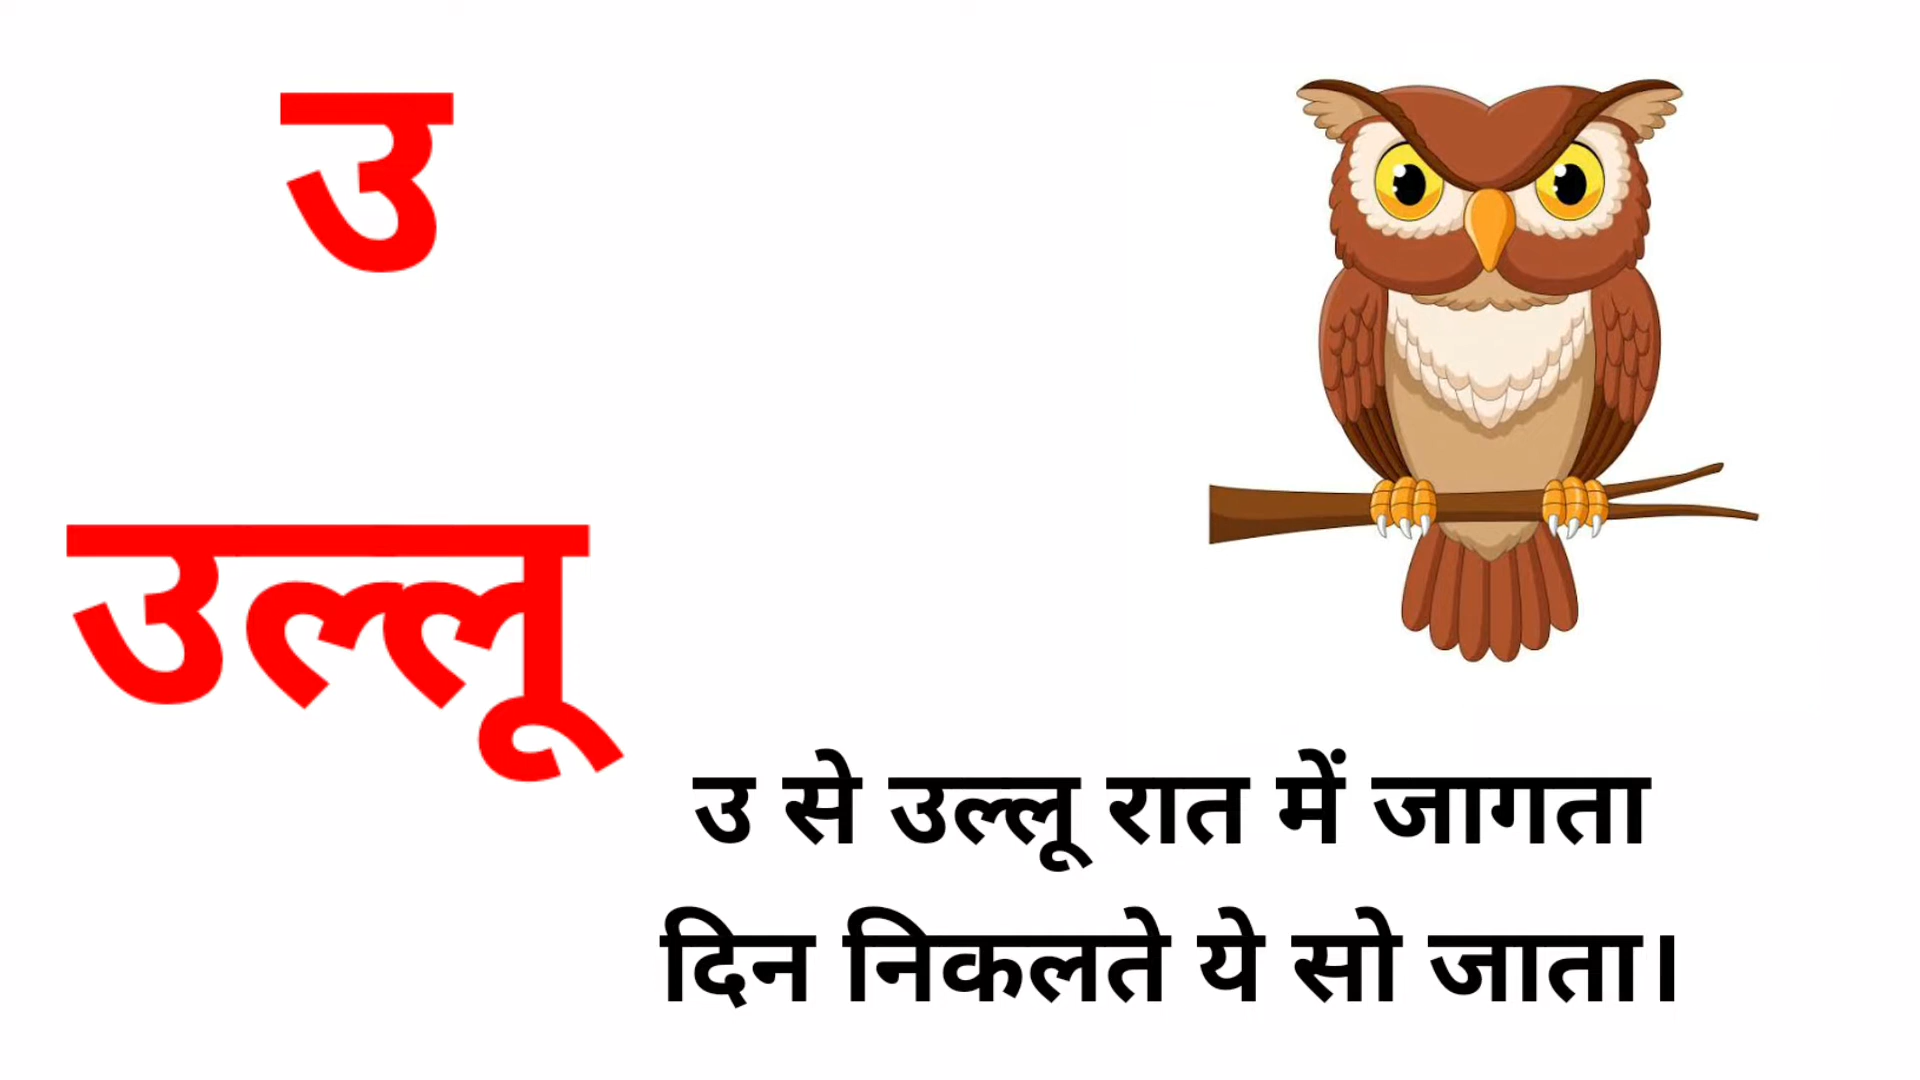 उ
उल्लू
उ से उल्लू रात में जागता
दिन निकलते ये सो जाता।